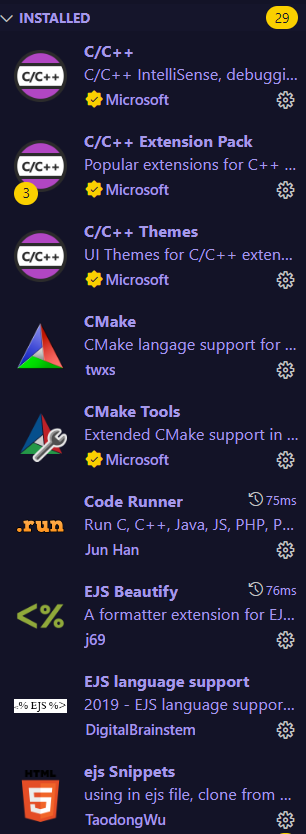 INSTALLED 29
C/C++
C/C++
C/C++ IntelliSense, debuggi...
Microsoft
C/C++
3
C/C++ Extension Pack
Popular extensions for C++ ...
Microsoft
C/C++
C/C++ Themes
UI Themes for C/C++ exten...
Microsoft
CMake
CMake langage support for ...
twxs
CMake Tools
Extended CMake support in ...
Microsoft
.run
Code Runner 75ms
Run C, C++, Java, JS, PHP, P...
Jun Han
<%
EJS Beautify 76ms
A formatter extension for EJ...
j69
<% EJS %>
EJS language support
2019 - EJS language suppor...
DigitalBrainstem
HTML
5
ejs Snippets
using in ejs file, clone from ...
TaodongWu